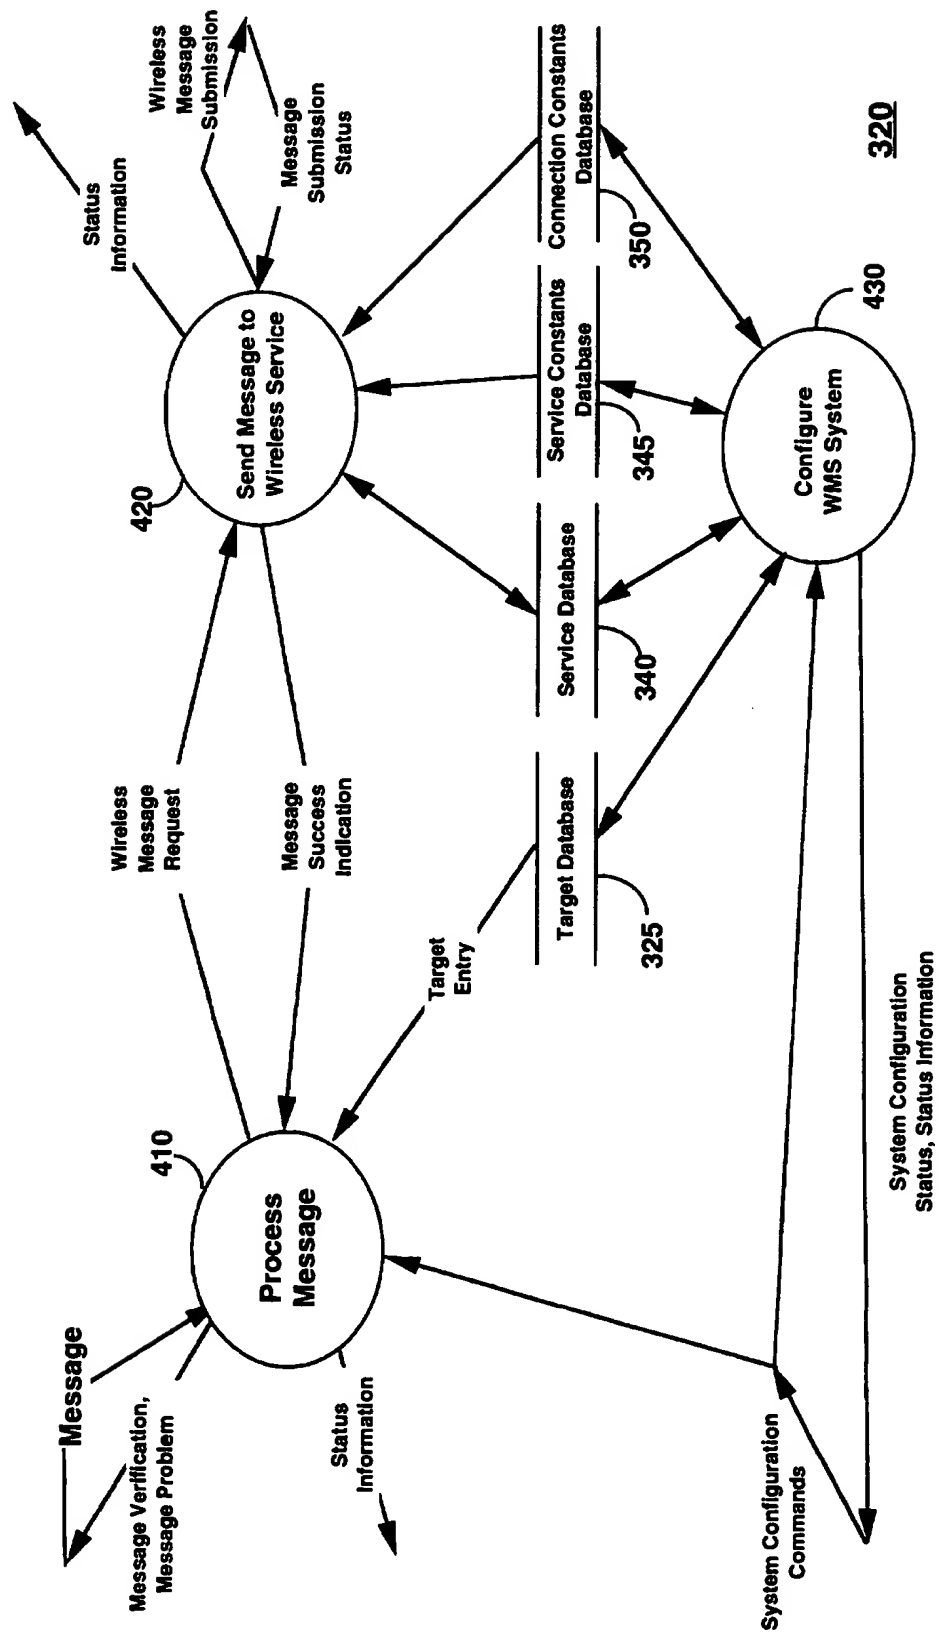 Message
Message Verification,
Message Problem
Status
Information
410
Process
Message
Wireless
Message
Request
Message
Success
Indication
Target
Entry
420
Send Message to
Wireless Service
Status
Information
Wireless
Message
Submission
Message
Submission
Status
Target Database
325
Service Database
340
Service Constants
Database
345
Connection Constants
Database
350
System Configuration
Commands
System Configuration
Status, Status Information
Configure
WMS System
430
320